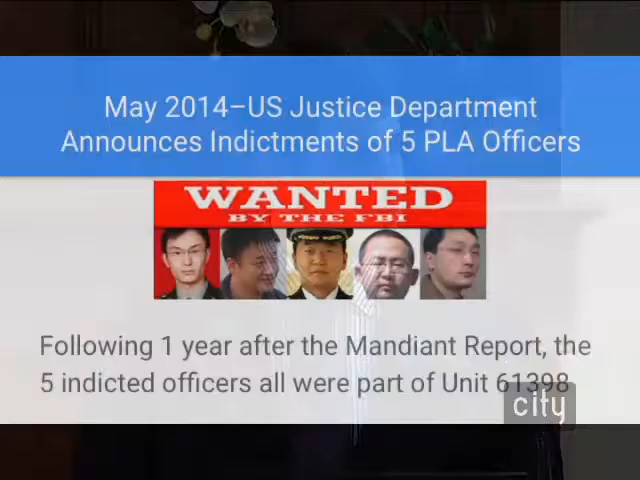 May 2014–US Justice Department
Announces Indictments of 5 PLA Officers
WANTED
BY THE FBI
Following 1 year after the Mandiant Report, the
5 indicted officers all were part of Unit 61398
city